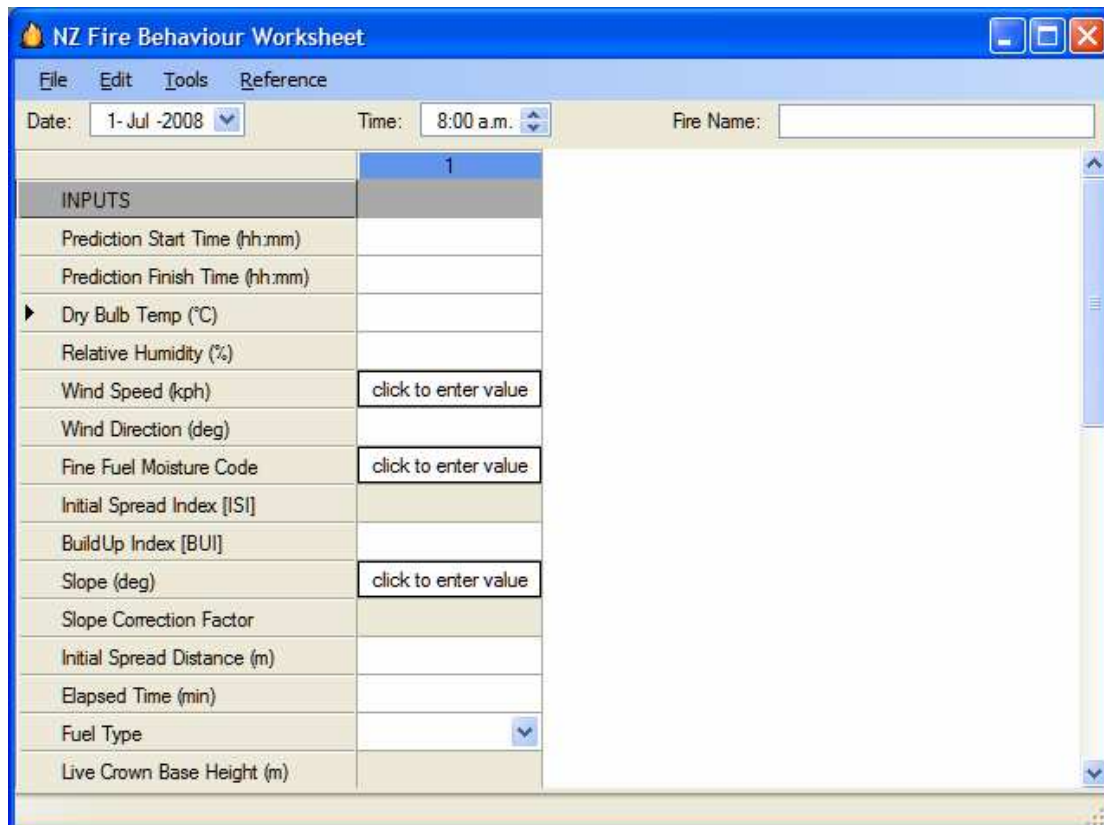 NZ Fire Behaviour Worksheet
File Edit Tools Reference
Date: 1- Jul -2008 Time: 8:00 a.m. Fire Name:
1
INPUTS
Prediction Start Time (hh:mm)
Prediction Finish Time (hh:mm)
Dry Bulb Temp (°C)
Relative Humidity (%)
Wind Speed (kph) click to enter value
Wind Direction (deg)
Fine Fuel Moisture Code click to enter value
Initial Spread Index [ISI]
BuildUp Index [BUI]
Slope (deg) click to enter value
Slope Correction Factor
Initial Spread Distance (m)
Elapsed Time (min)
Fuel Type
Live Crown Base Height (m)